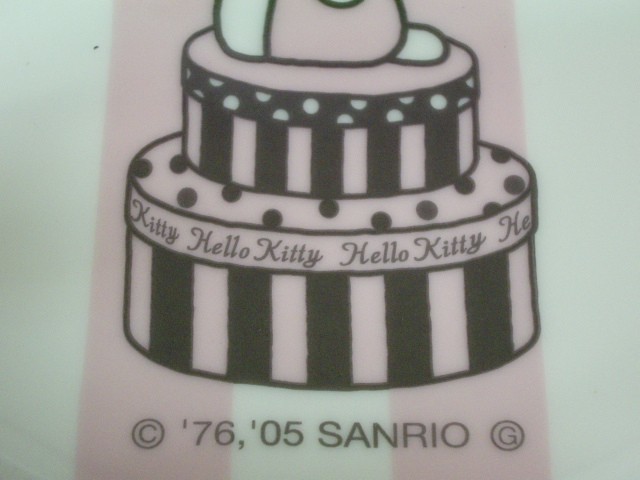 Kitty Hello Kitty Hello Kitty He
© '76,'05 SANRIO Ⓖ